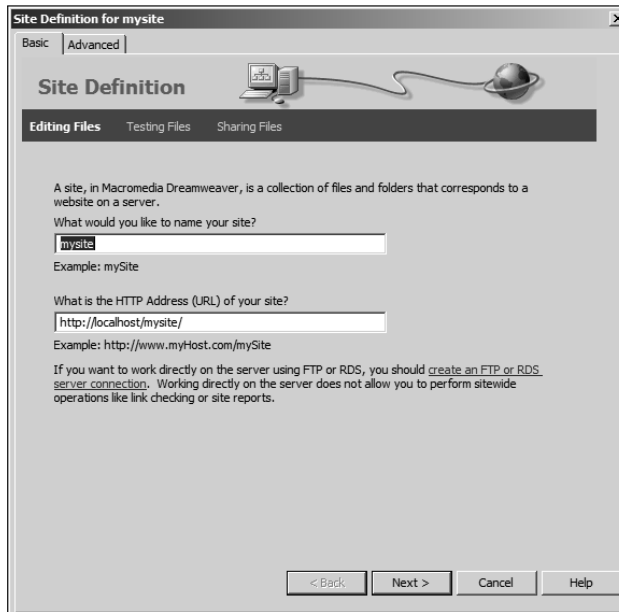 Site Definition for mysite
Basic
Advanced
Site Definition
Editing Files
Testing Files
Sharing Files
A site, in Macromedia Dreamweaver, is a collection of files and folders that corresponds to a
website on a server.
What would you like to name your site?
mysite
Example: mySite
What is the HTTP Address (URL) of your site?
http://localhost/mysite/
Example: http://www.myHost.com/mySite
If you want to work directly on the server using FTP or RDS, you should create an FTP or RDS
server connection. Working directly on the server does not allow you to perform sitewide
operations like link checking or site reports.
< Back
Next >
Cancel
Help